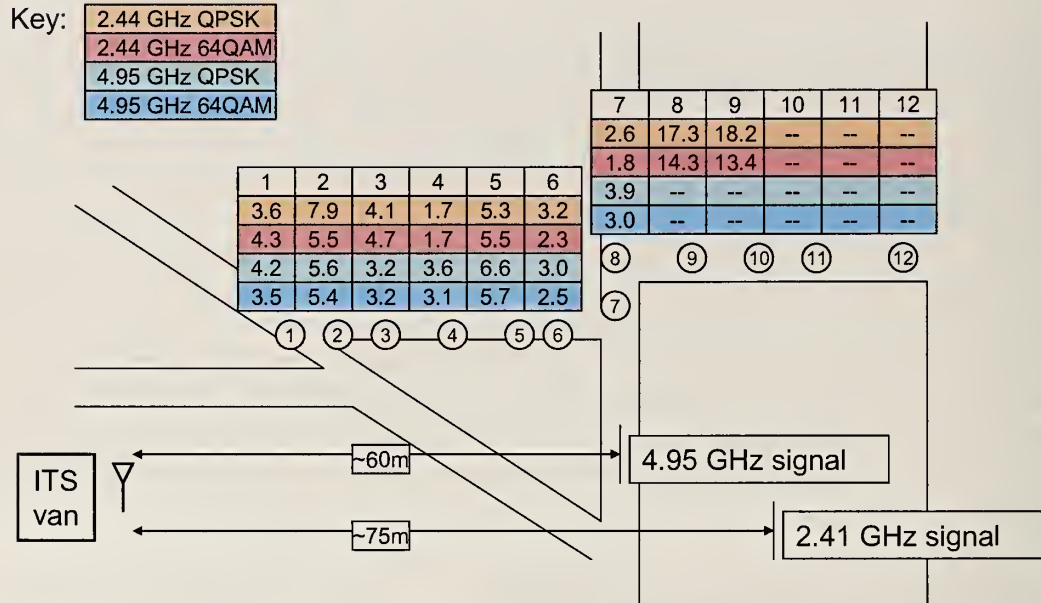 Key:
2.44 GHz QPSK
2.44 GHz 64QAM
4.95 GHz QPSK
4.95 GHz 64QAM
7 8 9 10 11 12
2.6 17.3 18.2 -- -- --
1.8 14.3 13.4 -- -- --
3.9 -- -- -- -- --
3.0 -- -- -- -- --
1 2 3 4 5 6
3.6 7.9 4.1 1.7 5.3 3.2
4.3 5.5 4.7 1.7 5.5 2.3
4.2 5.6 3.2 3.6 6.6 3.0
3.5 5.4 3.2 3.1 5.7 2.5
8 9 10 11 12
7
1 2 3 4 5 6
~60m
4.95 GHz signal
ITS
van
~75m
2.41 GHz signal